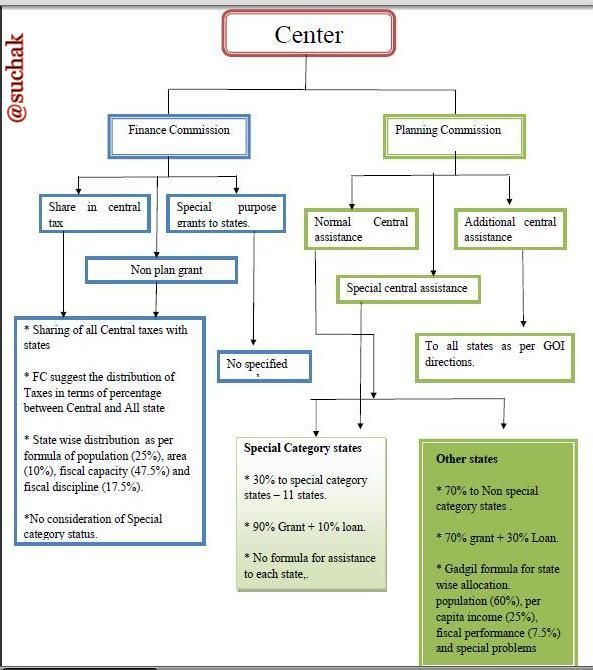 @suchak
Center
Finance Commission
Planning Commission
Share in central
tax
Special purpose
grants to states.
Normal Central
assistance
Additional central
assistance
Non plan grant
Special central assistance
* Sharing of all Central taxes with
states
* FC suggest the distribution of
Taxes in terms of percentage
between Central and All state
* State wise distribution as per
formula of population (25%), area
(10%), fiscal capacity (47.5%) and
fiscal discipline (17.5%).
*No consideration of Special
category status.
No specified
To all states as per GOI
directions.
Special Category states
* 30% to special category
states – 11 states.
* 90% Grant + 10% loan.
* No formula for assistance
to each state,.
Other states
* 70% to Non special
category states .
* 70% grant + 30% Loan.
* Gadgil formula for state
wise allocation.
population (60%), per
capita income (25%),
fiscal performance (7.5%)
and special problems